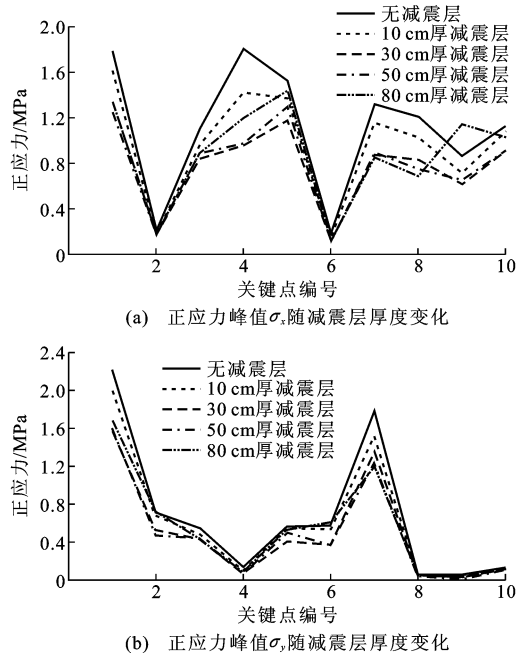 2.0
1.6
1.2
0.8
0.4
0
正应力/MPa
无减震层
10 cm厚减震层
30 cm厚减震层
50 cm厚减震层
80 cm厚减震层
2 4 6 8 10
关键点编号
(a) 正应力峰值σx随减震层厚度变化
2.4
2.0
1.6
1.2
0.8
0.4
0
正应力/MPa
无减震层
10 cm厚减震层
30 cm厚减震层
50 cm厚减震层
80 cm厚减震层
2 4 6 8 10
关键点编号
(b) 正应力峰值σy随减震层厚度变化